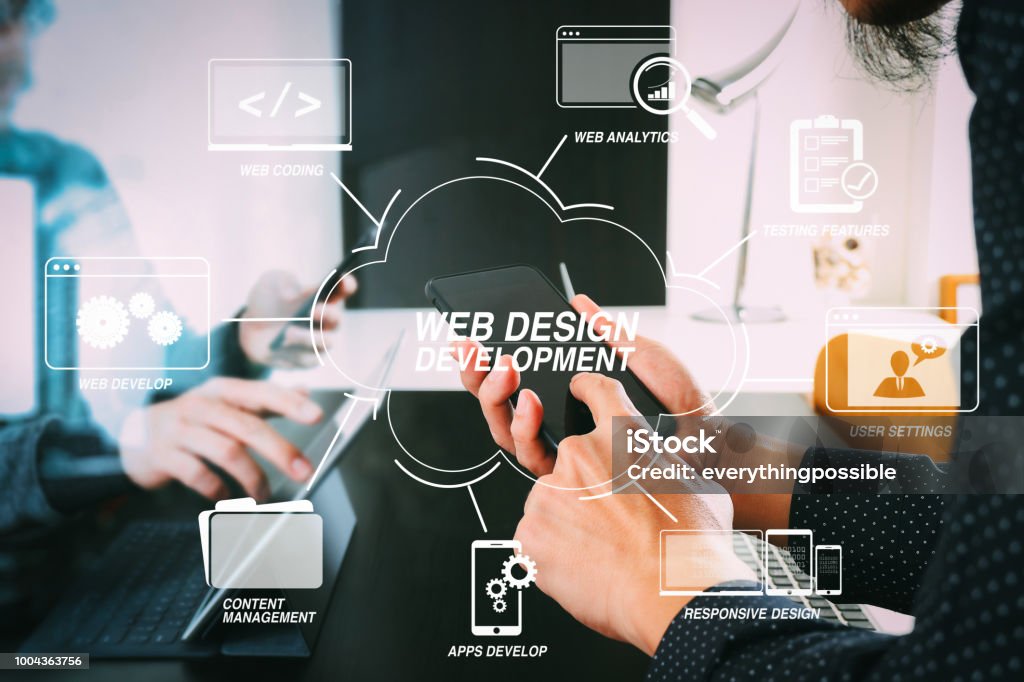 </>
WEB CODING
WEB ANALYTICS
TESTING FEATURES
WEB DEVELOP
WEB DESIGN
DEVELOPMENT
USER SETTINGS
iStock™
Credit: everythingpossible
CONTENT
MANAGEMENT
APPS DEVELOP
RESPONSIVE DESIGN
1004363756